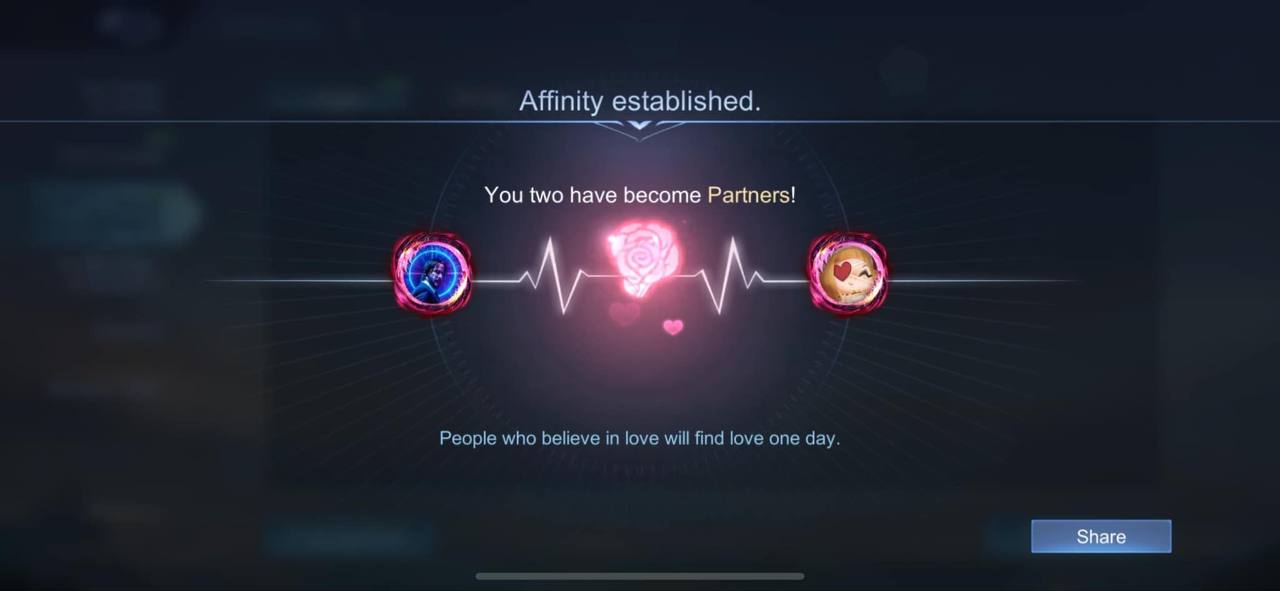 Affinity established.
You two have become Partners!
People who believe in love will find love one day.
Share